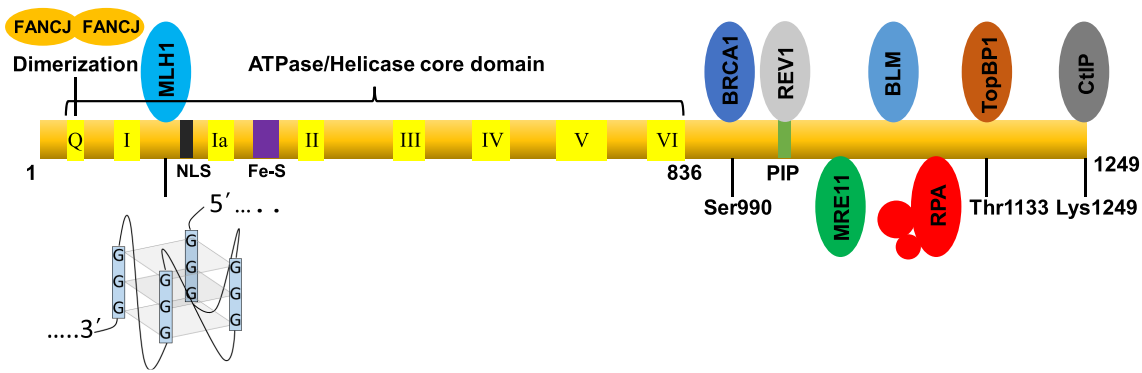 FANCJ FANCJ
Dimerization
MLH1
ATPase/Helicase core domain
BRCA1
REV1
BLM
TopBP1
CtIP
Q I Ia II III IV V VI
1 NLS Fe-S 836 PIP 1249
Ser990
MRE11
RPA
Thr1133 Lys1249
5′ .... .
G G G G
G G G G
G G G G
.....3′